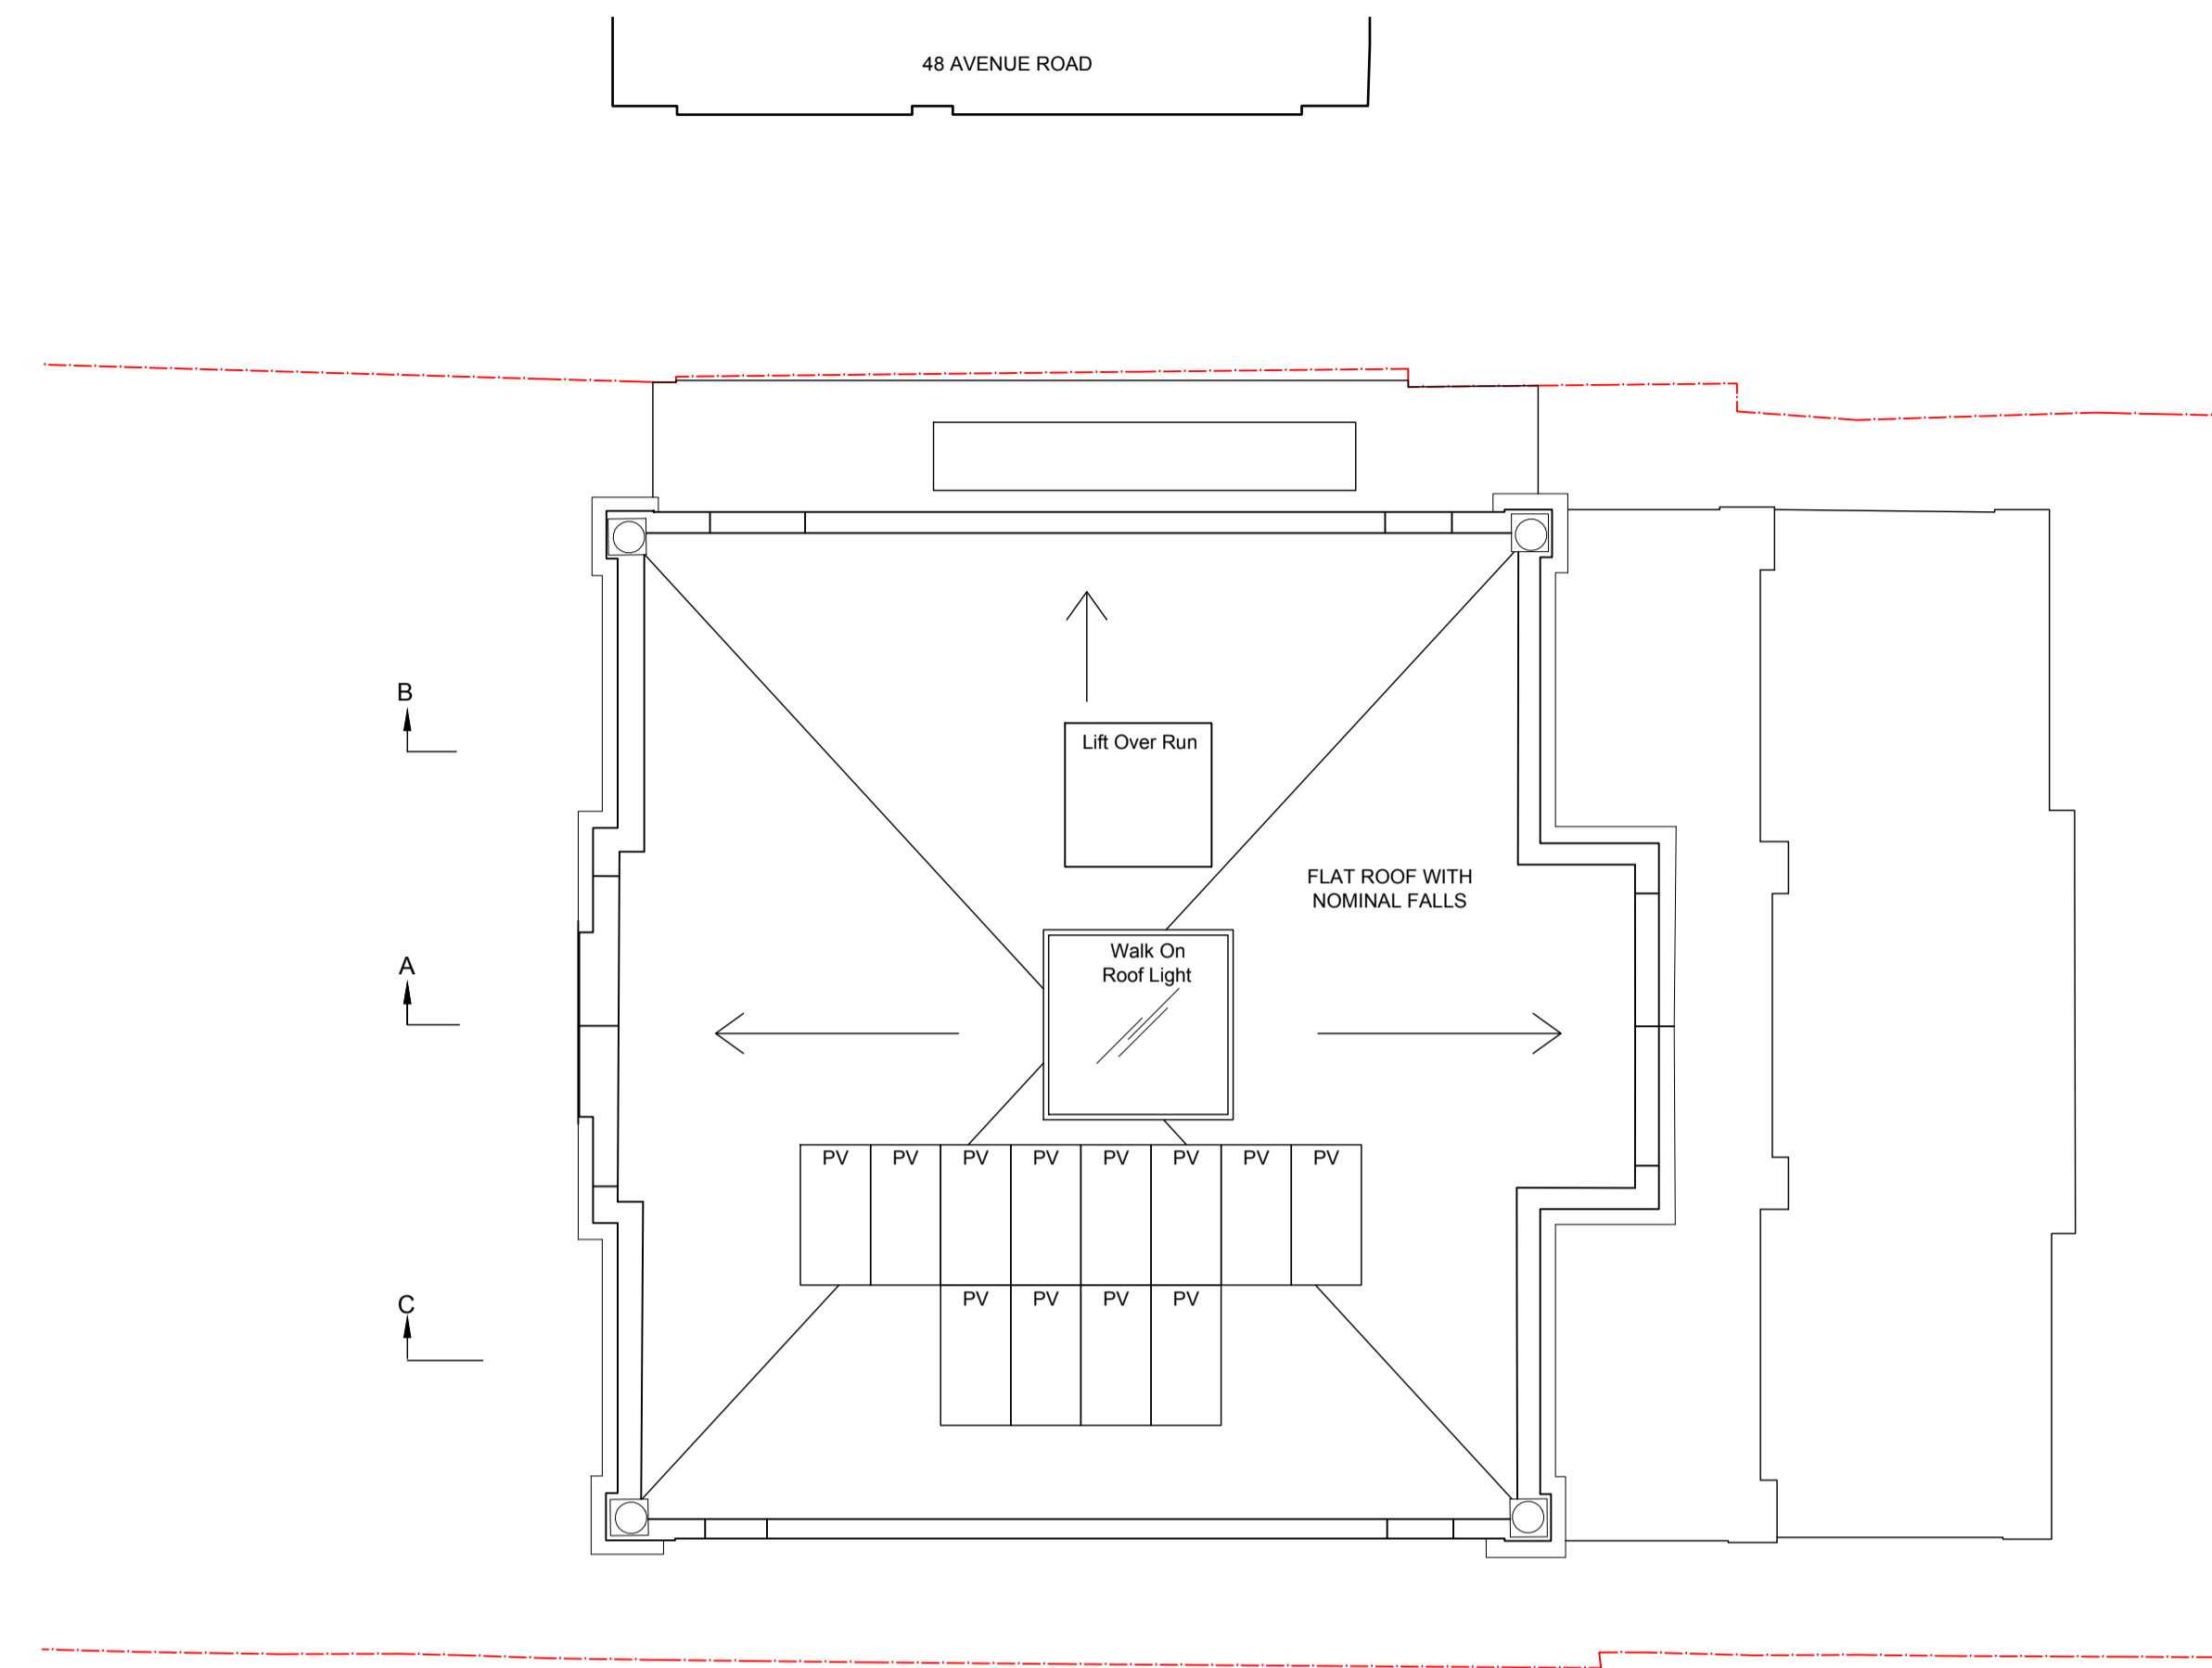 48 AVENUE ROAD
B
Lift Over Run
FLAT ROOF WITH
NOMINAL FALLS
A
Walk On
Roof Light
PV PV PV PV PV PV PV PV
C
PV PV PV PV